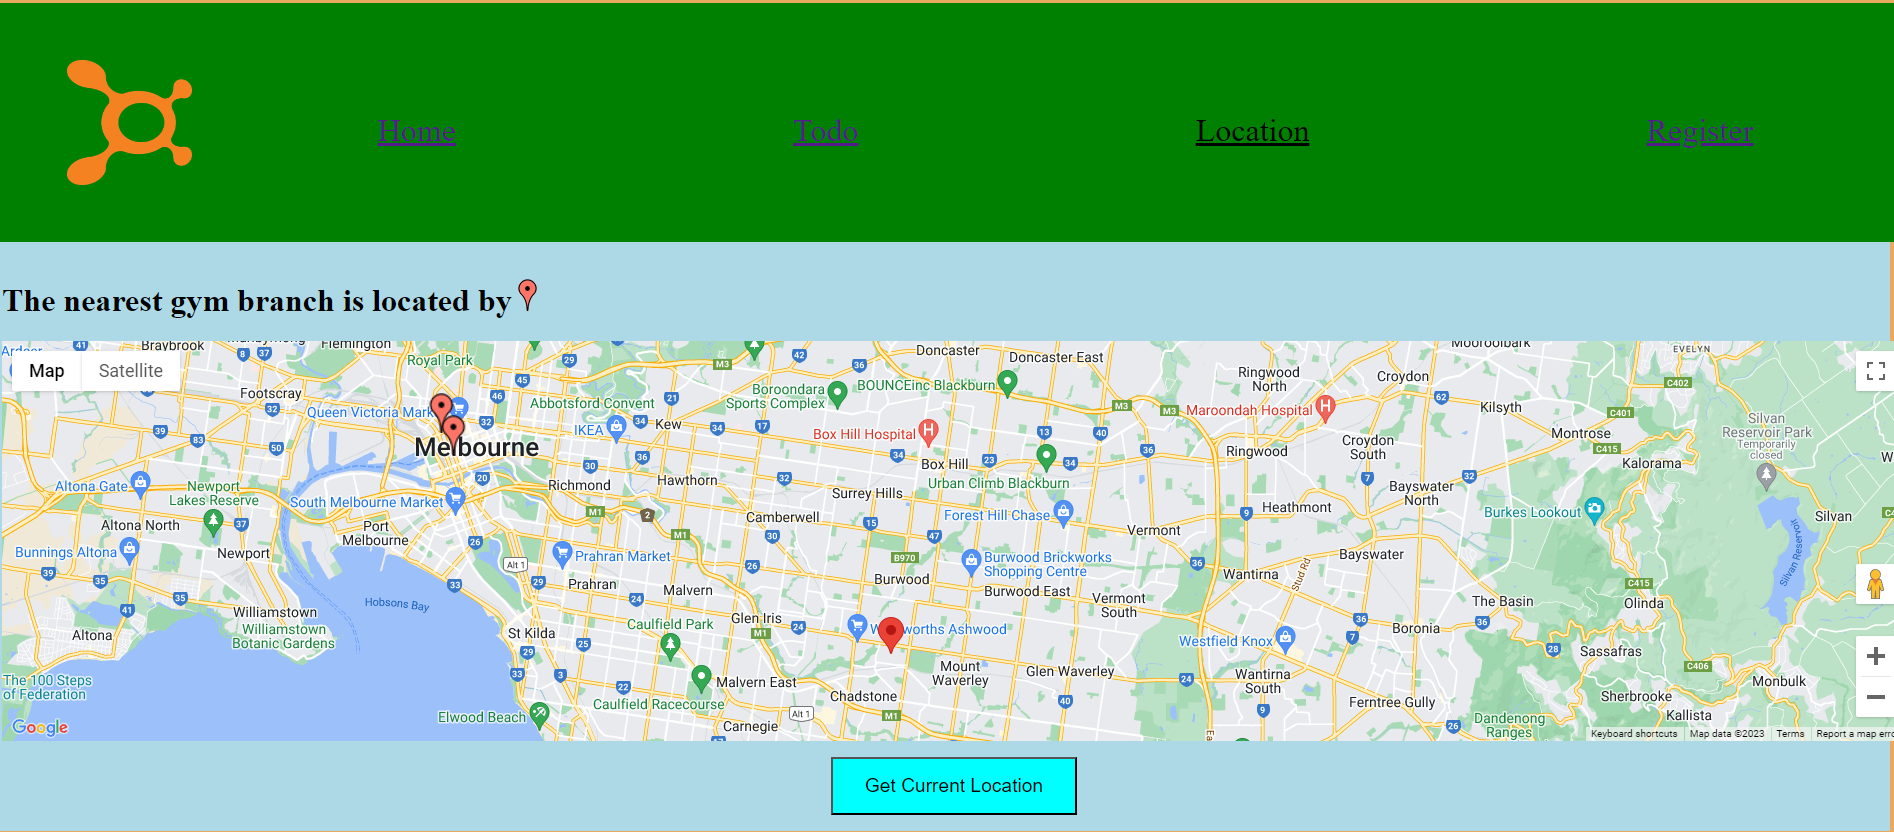 Home
Todo
Location
Register
The nearest gym branch is located by
Map
Satellite
Braybrook
Flemington
Royal Park
Doncaster
Doncaster East
Mooroolbark
EVELYN
Footscray
Queen Victoria
Abbotsford Convent
Boroondara
Sports Complex
BOUNCEinc Blackburn
Ringwood
North
Croydon
Maroondah Hospital
Kilsyth
Silvan
Reservoir Park
Temporarily
closed
IKEA
Kew
Box Hill Hospital
Montrose
Melbourne
Croydon
South
Ringwood
Kalorama
Box Hill
Altona Gate
Newport
Lakes Reserve
South Melbourne Market
Richmond
Hawthorn
Surrey Hills
Urban Climb Blackburn
Bayswater
North
Heathmont
Burkes Lookout
Silvan
Altona North
Port
Melbourne
Camberwell
Forest Hill Chase
Vermont
Bunnings Altona
Newport
Prahran Market
Burwood Brickworks
Shopping Centre
Bayswater
Silvan Reservoir
Prahran
Malvern
Burwood
Burwood East
Wantirna
Stud Rd
Hobsons Bay
Williamstown
Williamstown
Botanic Gardens
Vermont
South
The Basin
Olinda
Altona
St Kilda
Caulfield Park
Glen Iris
worths Ashwood
Westfield Knox
Boronia
Sassafras
The 100 Steps
of Federation
Malvern East
Mount
Waverley
Glen Waverley
Wantirna
South
Monbulk
Elwood Beach
Caulfield Racecourse
Chadstone
Ferntree Gully
Sherbrooke
Kallista
Carnegie
Dandenong
Ranges
Google
Keyboard shortcuts
Map data ©2023
Terms
Report a map erro
Get Current Location